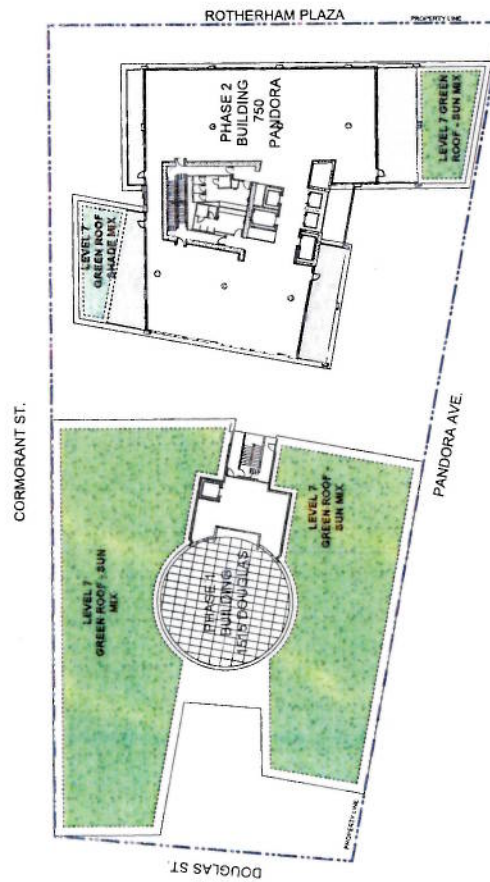 ROTHERHAM PLAZA
PROPERTY LINE
PHASE 2
BUILDING
750
PANDORA
LEVEL 7 GREEN
ROOF - SUN MIX
LEVEL 7
GREEN ROOF
SHADE MIX
CORMORANT ST.
PANDORA AVE.
LEVEL 7
GREEN ROOF - SUN
MIX
LEVEL 7
GREEN ROOF -
SUN MIX
PHASE 1
BUILDING
1515 DOUGLAS
PROPERTY LINE
DOUGLAS ST.